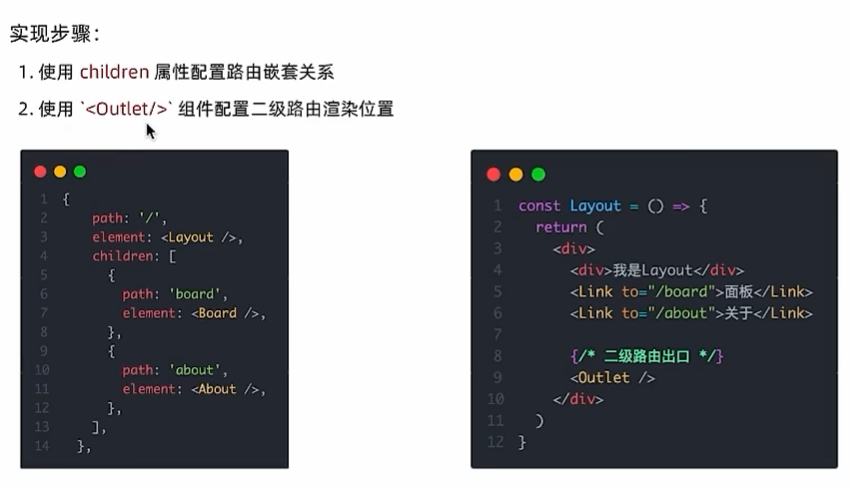 实现步骤：
1. 使用 children 属性配置路由嵌套关系
2. 使用 `<Outlet/>` 组件配置二级路由渲染位置
1 {
2     path: '/',
3     element: <Layout />,
4     children: [
5       {
6         path: 'board',
7         element: <Board />,
8       },
9       {
10         path: 'about',
11         element: <About />,
12       },
13     ],
14   },
1 const Layout = () => {
2   return (
3     <div>
4       <div>我是Layout</div>
5       <Link to="/board">面板</Link>
6       <Link to="/about">关于</Link>
7
8       {/* 二级路由出口 */}
9       <Outlet />
10     </div>
11   )
12 }